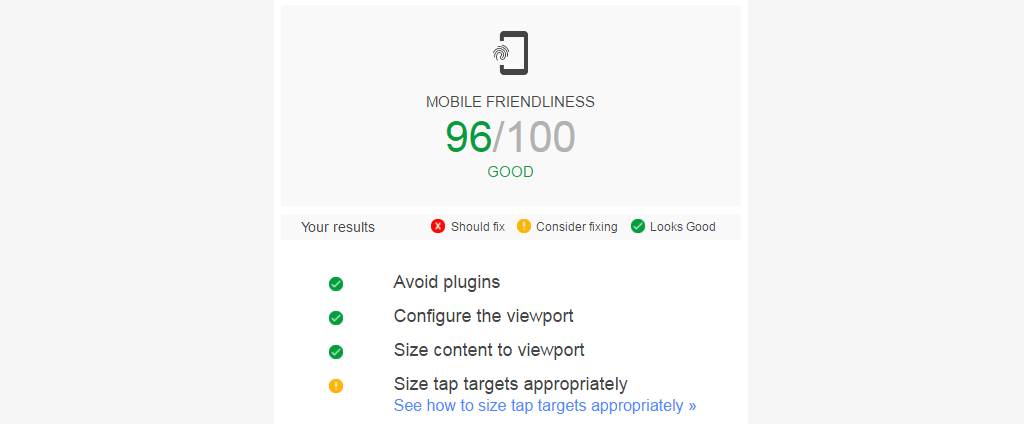 MOBILE FRIENDLINESS
96/100
GOOD
Your results
Should fix
Consider fixing
Looks Good
Avoid plugins
Configure the viewport
Size content to viewport
Size tap targets appropriately
See how to size tap targets appropriately »